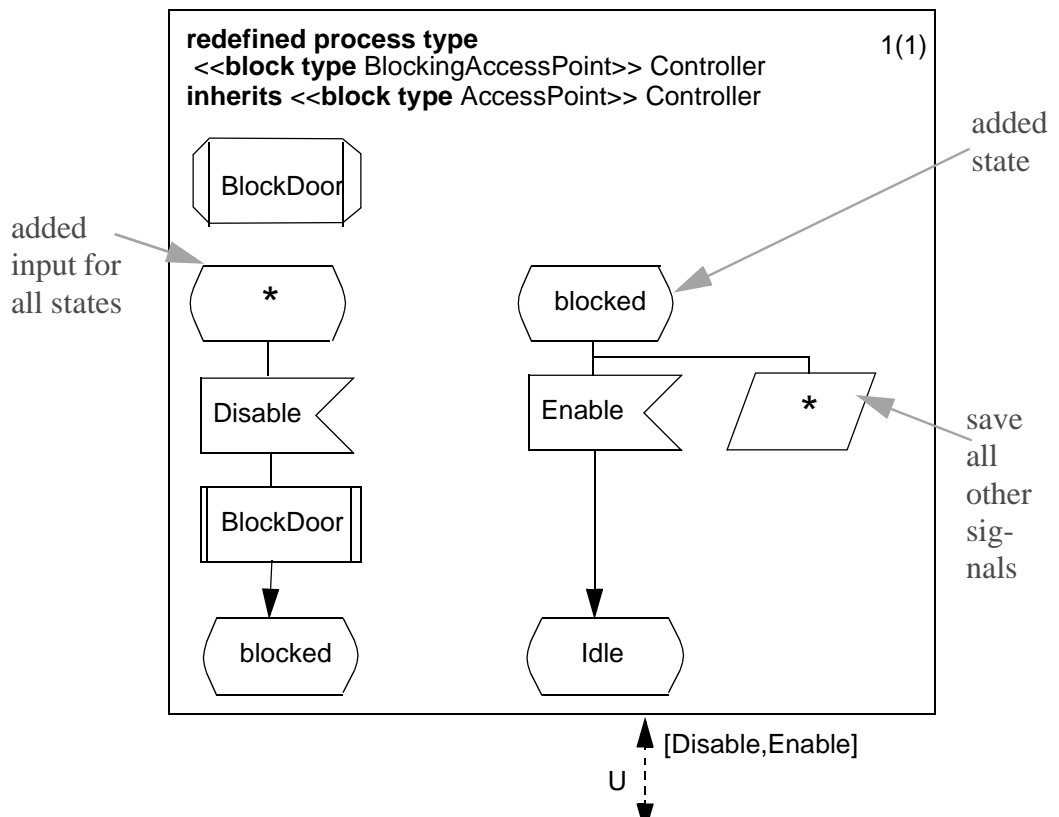 redefined process type
<<block type BlockingAccessPoint>> Controller
inherits <<block type AccessPoint>> Controller
1(1)
BlockDoor
added
state
added
input for
all states
*
blocked
Disable
Enable
*
save
all
other
sig-
nals
BlockDoor
blocked
Idle
[Disable,Enable]
U